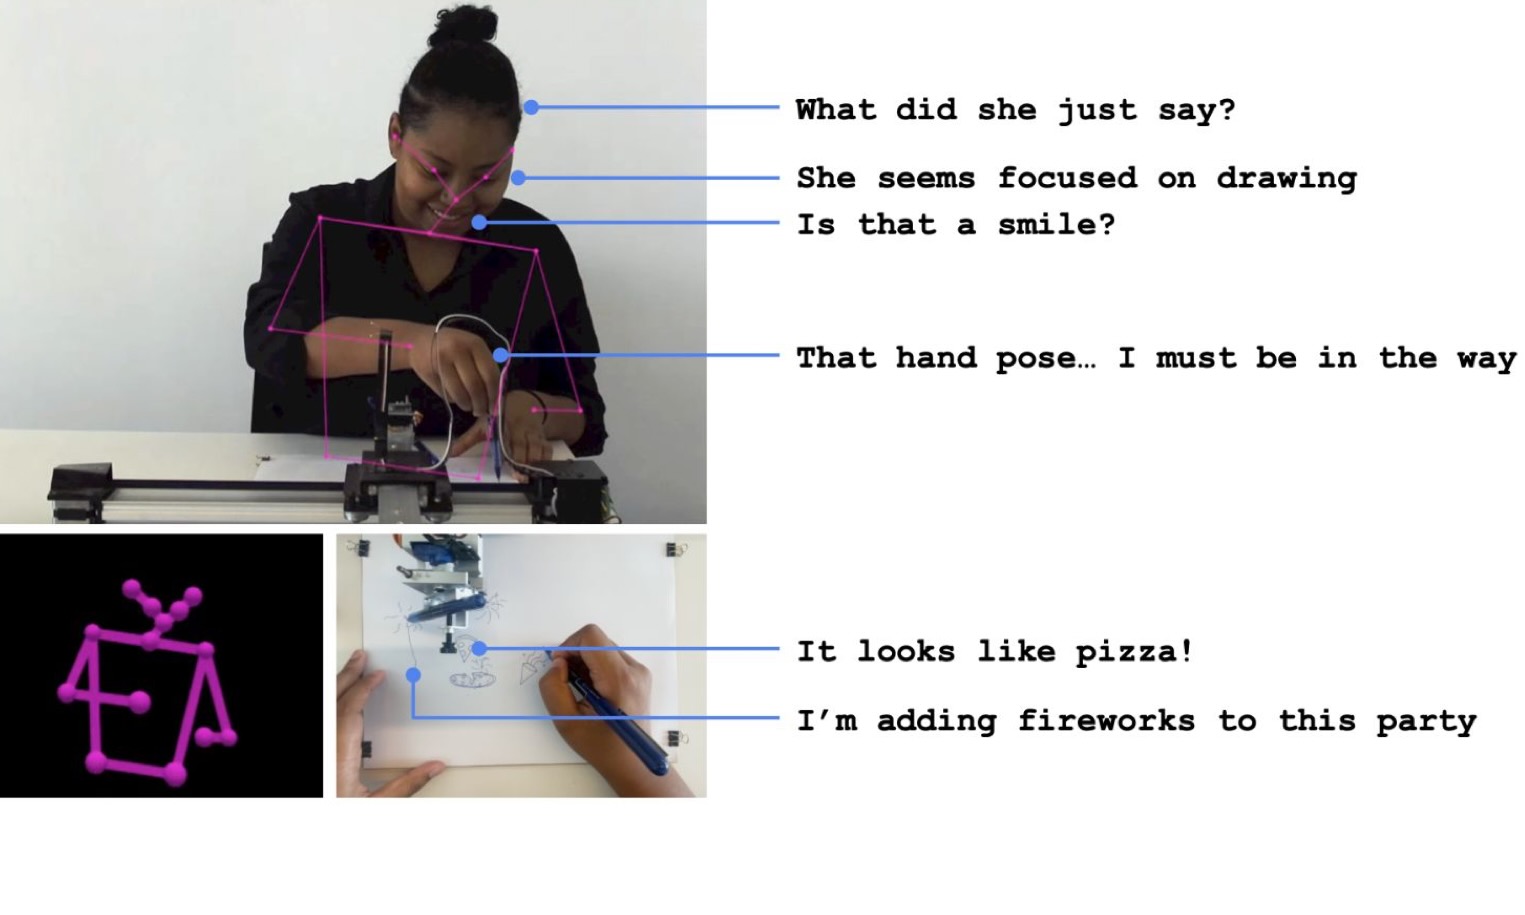 What did she just say?
She seems focused on drawing
Is that a smile?
That hand pose… I must be in the way
It looks like pizza!
I’m adding fireworks to this party